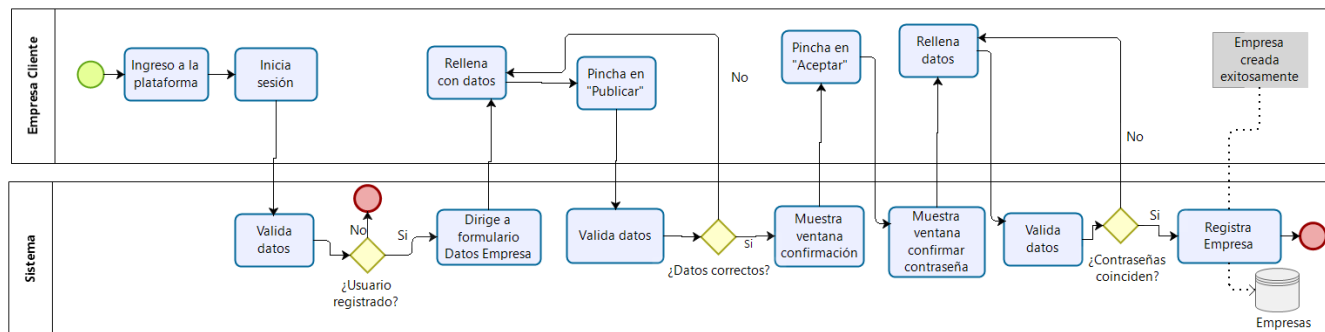 Empresa Cliente
Ingreso a la
plataforma
Inicia
sesión
Rellena
con datos
Pincha en
"Publicar"
No
Pincha en
"Aceptar"
Rellena
datos
No
Empresa
creada
exitosamente
Sistema
Valida
datos
No
¿Usuario
registrado?
Si
Dirige a
formulario
Datos Empresa
Valida datos
¿Datos correctos?
si
Muestra
ventana
confirmación
Muestra
ventana
confirmar
contraseña
Valida
datos
¿Contraseñas
coinciden?
Si
Registra
Empresa
Empresas